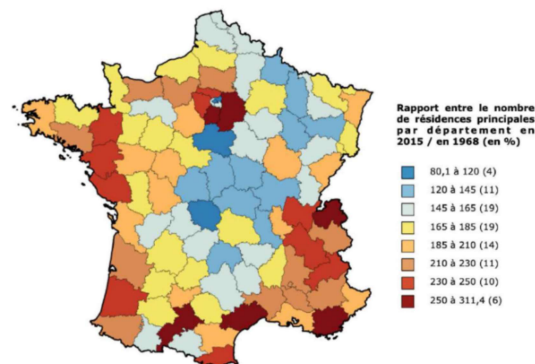 Rapport entre le nombre
de résidences principales
par département en
2015 / en 1968 (en %)
80,1 à 120 (4)
120 à 145 (11)
145 à 165 (19)
165 à 185 (19)
185 à 210 (14)
210 à 230 (11)
230 à 250 (10)
250 à 311,4 (6)